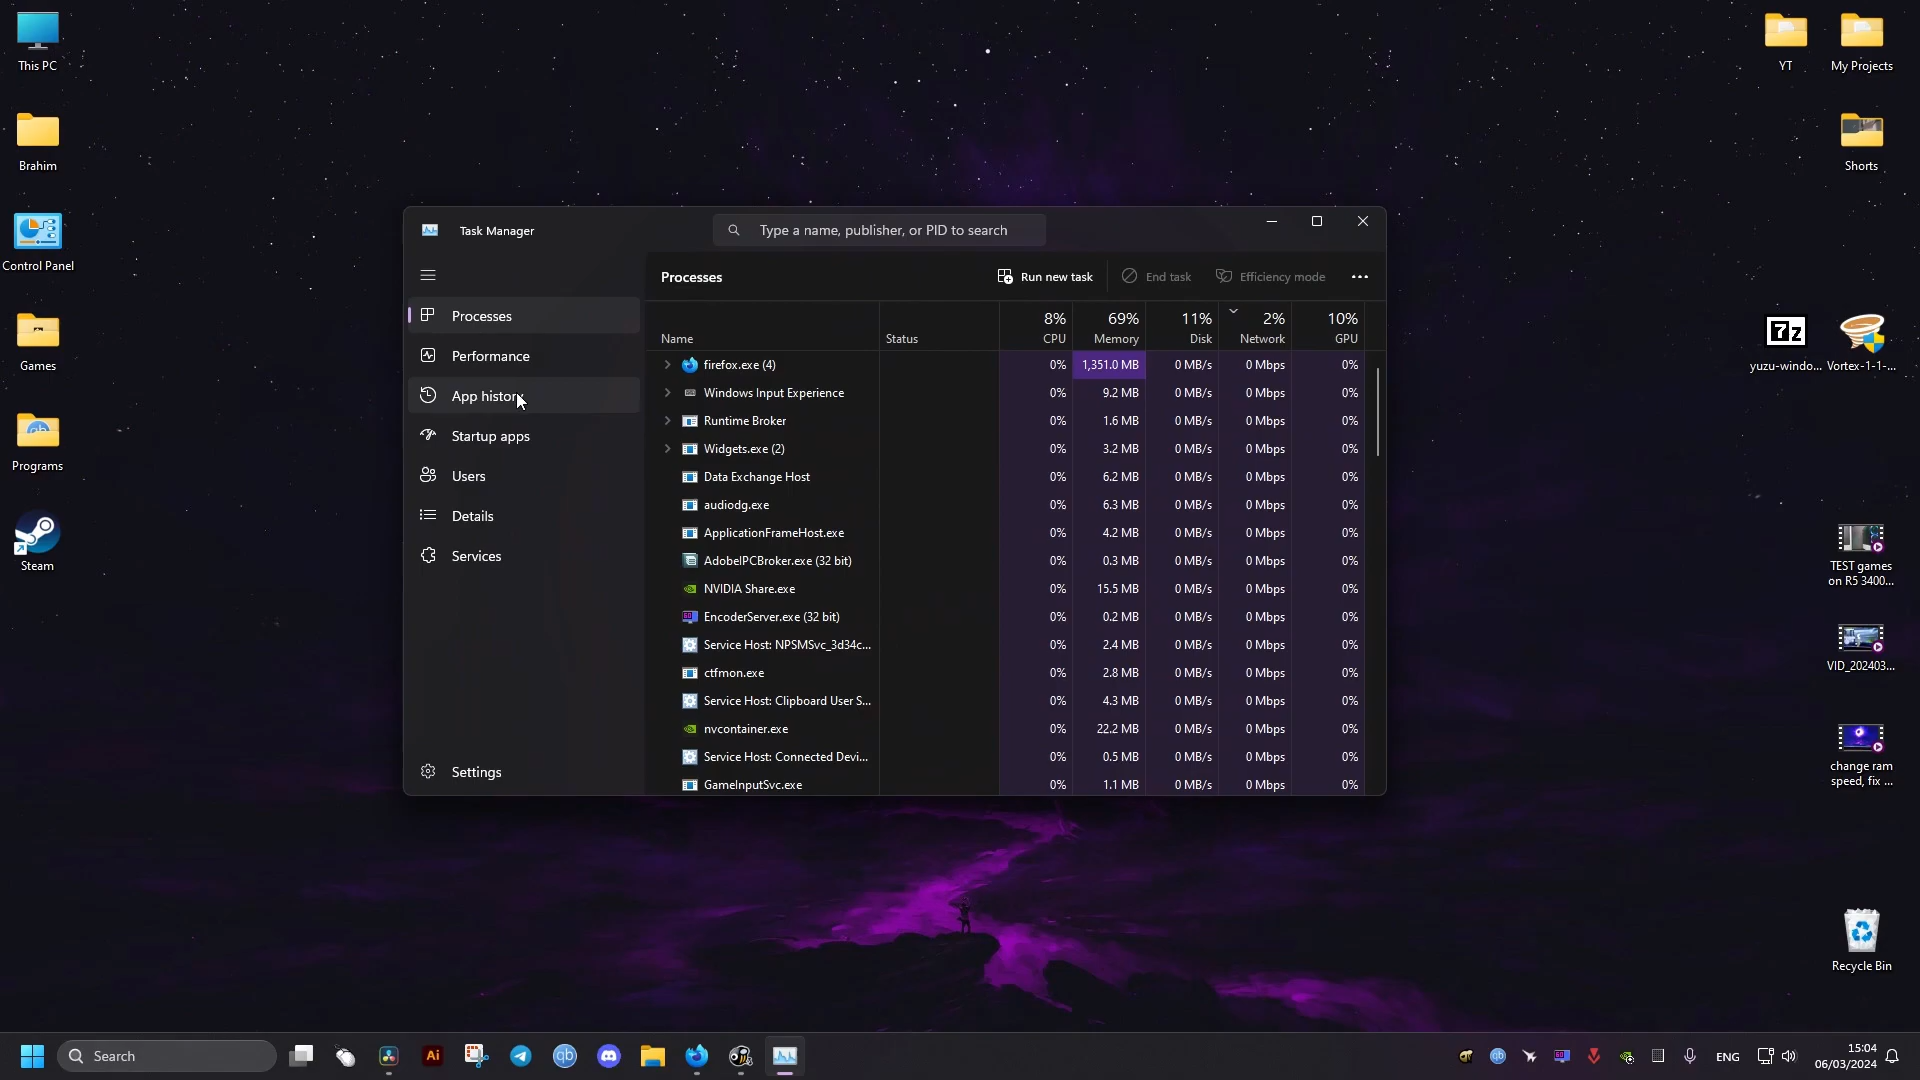 This PC
Brahim
Control Panel
Games
Programs
Steam
YT
My Projects
Shorts
yuzu-windo...
Vortex-1-1-...
TEST games
on R5 3400...
VID_202403...
change ram
speed, fix ...
Recycle Bin
Task Manager
Type a name, publisher, or PID to search
Processes
Performance
App history
Startup apps
Users
Details
Services
Settings
Processes
Run new task
End task
Efficiency mode
8% 69% 11% 2% 10%
Name Status CPU Memory Disk Network GPU
firefox.exe (4) 0% 1,351.0 MB 0 MB/s 0 Mbps 0%
Windows Input Experience 0% 9.2 MB 0 MB/s 0 Mbps 0%
Runtime Broker 0% 1.6 MB 0 MB/s 0 Mbps 0%
Widgets.exe (2) 0% 3.2 MB 0 MB/s 0 Mbps 0%
Data Exchange Host 0% 6.2 MB 0 MB/s 0 Mbps 0%
audiodg.exe 0% 6.3 MB 0 MB/s 0 Mbps 0%
ApplicationFrameHost.exe 0% 4.2 MB 0 MB/s 0 Mbps 0%
AdobeIPCBroker.exe (32 bit) 0% 0.3 MB 0 MB/s 0 Mbps 0%
NVIDIA Share.exe 0% 15.5 MB 0 MB/s 0 Mbps 0%
EncoderServer.exe (32 bit) 0% 0.2 MB 0 MB/s 0 Mbps 0%
Service Host: NPSMSvc_3d34c... 0% 2.4 MB 0 MB/s 0 Mbps 0%
ctfmon.exe 0% 2.8 MB 0 MB/s 0 Mbps 0%
Service Host: Clipboard User S... 0% 4.3 MB 0 MB/s 0 Mbps 0%
nvcontainer.exe 0% 22.2 MB 0 MB/s 0 Mbps 0%
Service Host: Connected Devi... 0% 0.5 MB 0 MB/s 0 Mbps 0%
GameInputSvc.exe 0% 1.1 MB 0 MB/s 0 Mbps 0%
7z
Search
Ai
qb
ENG
15:04
06/03/2024